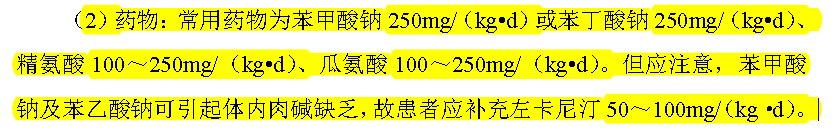 （2）药物：常用药物为苯甲酸钠 250mg/（kg•d）或苯丁酸钠 250mg/（kg•d）、
精氨酸 100～250mg/（kg•d）、瓜氨酸 100～250mg/（kg•d）。但应注意，苯甲酸
钠及苯乙酸钠可引起体内肉碱缺乏，故患者应补充左卡尼汀 50～100mg/（kg •d）。